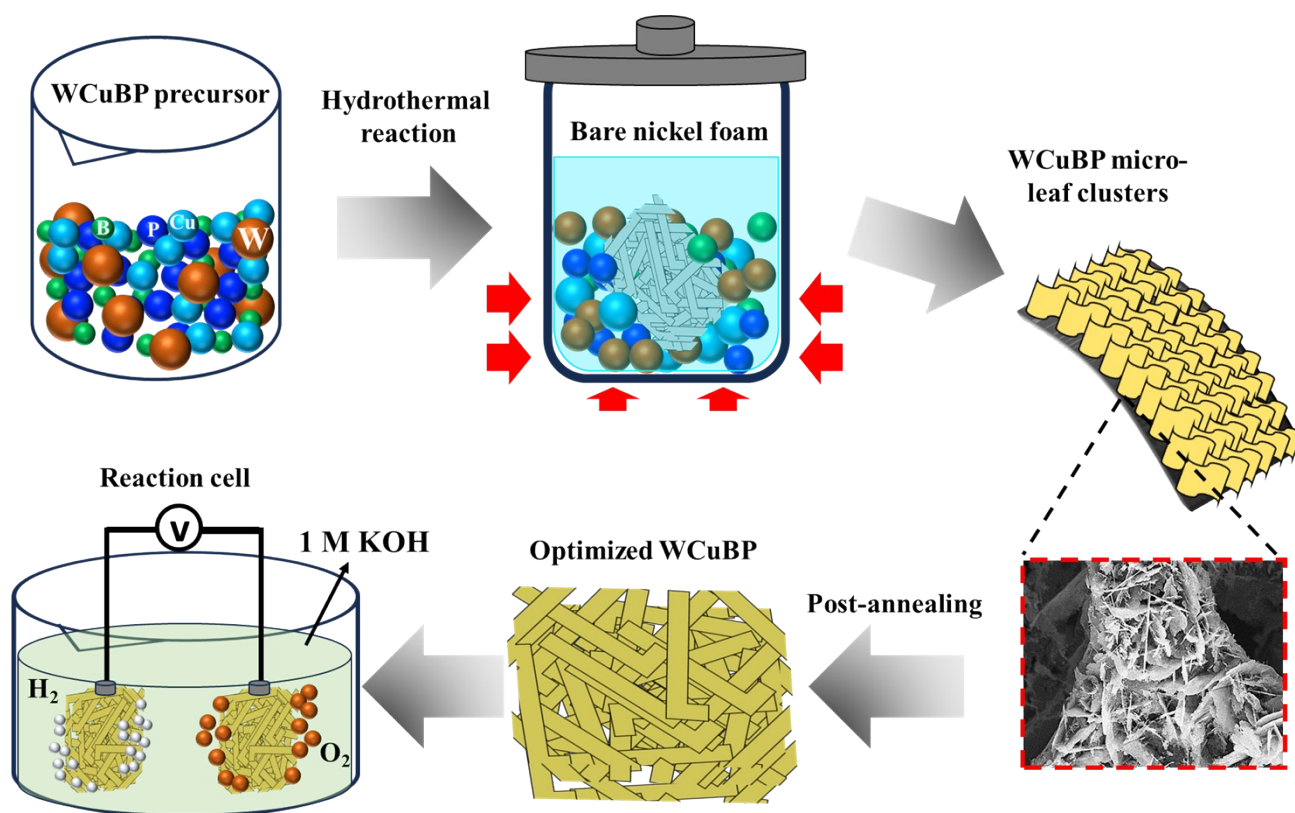 WCuBP precursor
B
P
Cu
W
Hydrothermal
reaction
Bare nickel foam
WCuBP micro-
leaf clusters
Post-annealing
Optimized WCuBP
Reaction cell
V
1 M KOH
H₂
O₂